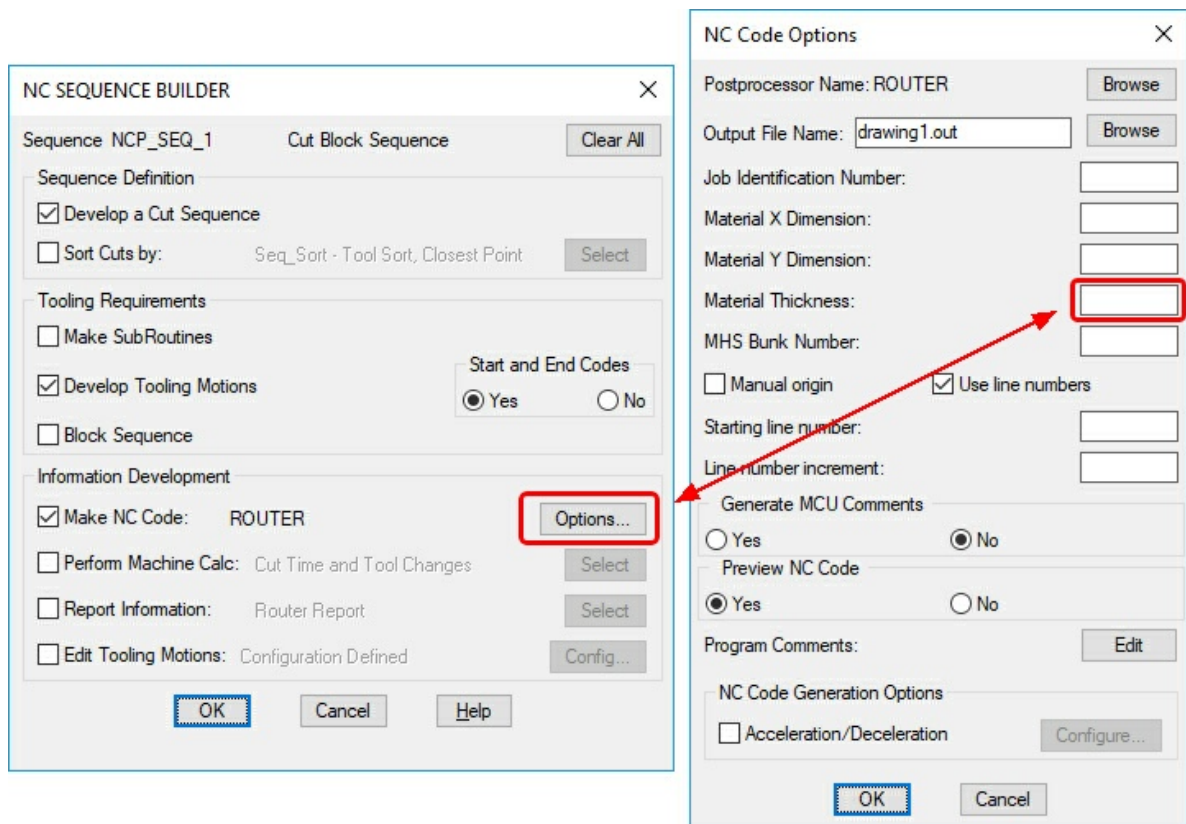 NC SEQUENCE BUILDER
Sequence NCP_SEQ_1 Cut Block Sequence Clear All
Sequence Definition
Develop a Cut Sequence
Sort Cuts by: Seq_Sort - Tool Sort, Closest Point Select
Tooling Requirements
Make SubRoutines
Start and End Codes
Develop Tooling Motions Yes No
Block Sequence
Information Development
Make NC Code: ROUTER Options...
Perform Machine Calc: Cut Time and Tool Changes Select
Report Information: Router Report Select
Edit Tooling Motions: Configuration Defined Config...
OK Cancel Help
NC Code Options
Postprocessor Name: ROUTER Browse
Output File Name: drawing1.out Browse
Job Identification Number:
Material X Dimension:
Material Y Dimension:
Material Thickness:
MHS Bunk Number:
Manual origin Use line numbers
Starting line number:
Line number increment:
Generate MCU Comments
Yes No
Preview NC Code
Yes No
Program Comments: Edit
NC Code Generation Options
Acceleration/Deceleration Configure...
OK Cancel